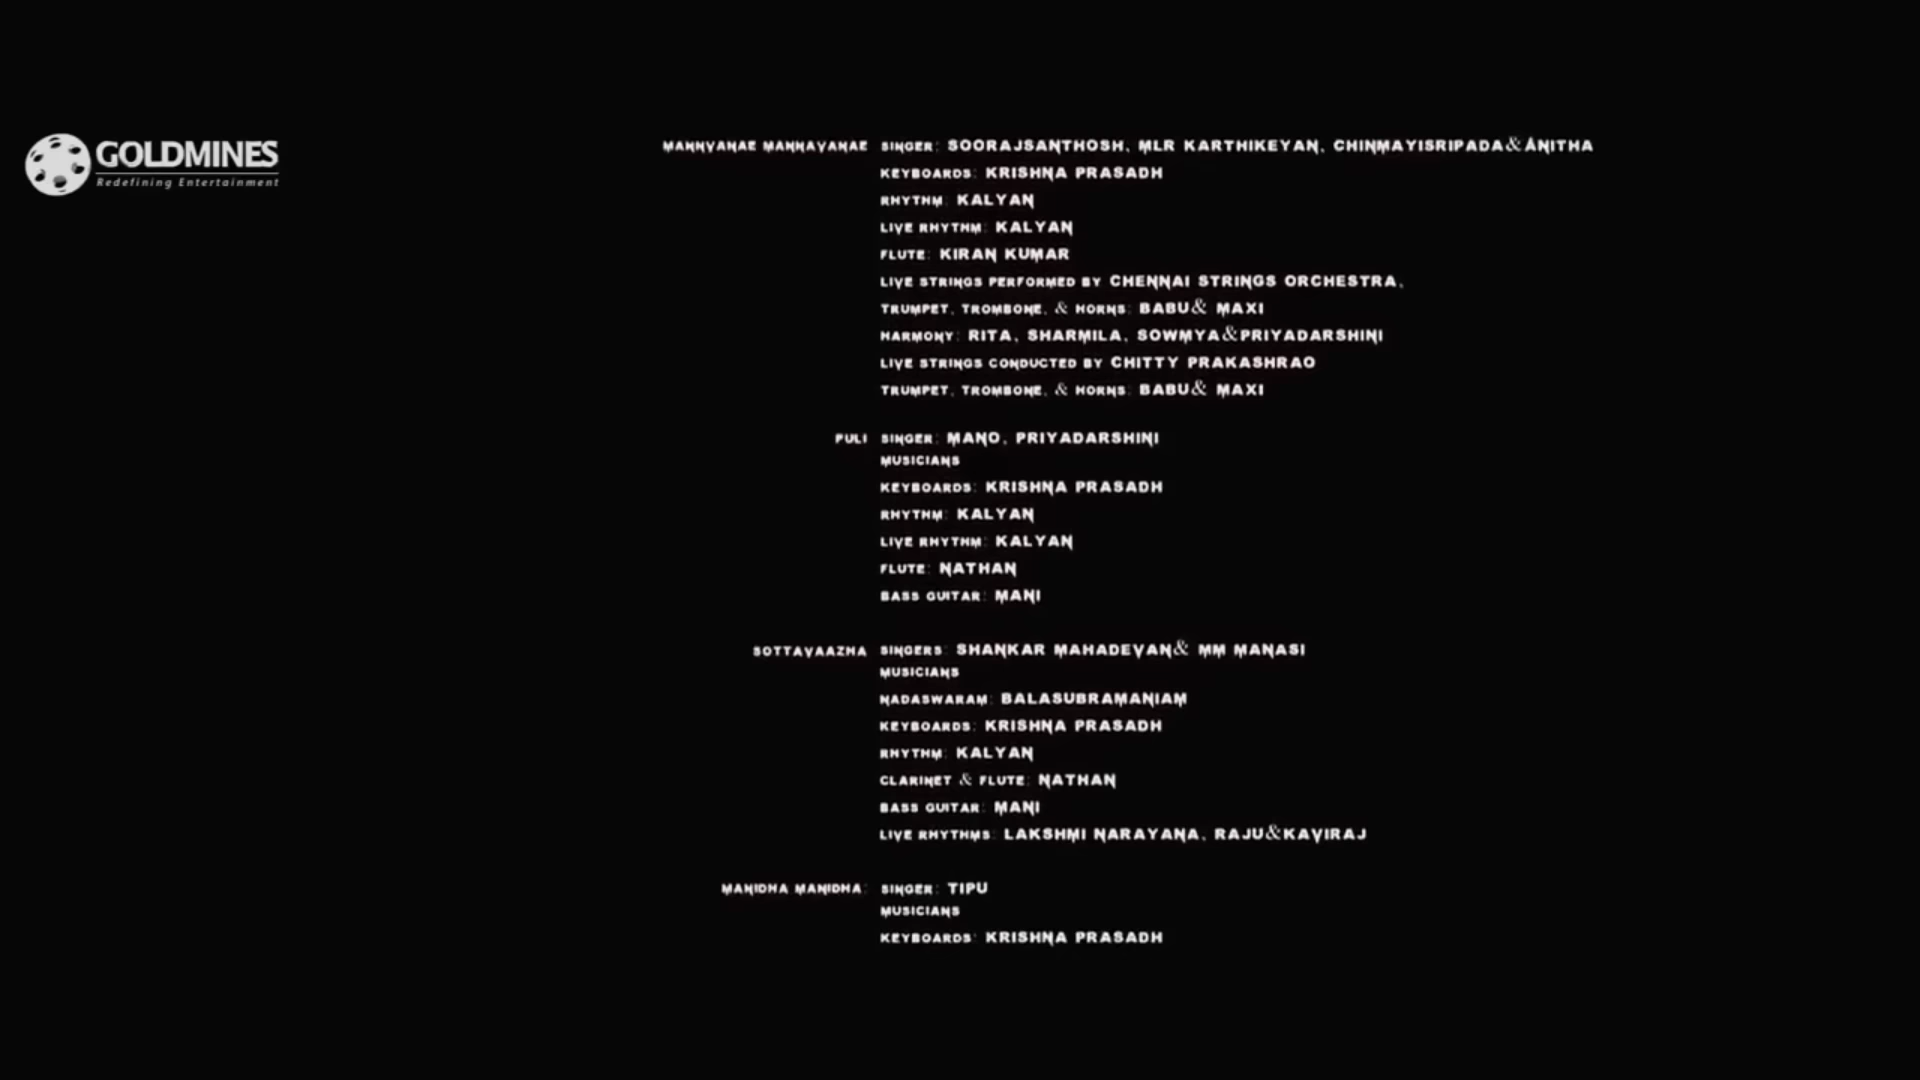 GOLDMINES
Redefining Entertainment
MANNVANAE MANNAVANAE SINGER: SOORAJSANTHOSH, MLR KARTHIKEYAN, CHINMAYISRIPADA&ANITHA
KEYBOARDS: KRISHNA PRASADH
RHYTHM: KALYAN
LIVE RHYTHM: KALYAN
FLUTE: KIRAN KUMAR
LIVE STRINGS PERFORMED BY CHENNAI STRINGS ORCHESTRA,
TRUMPET, TROMBONE, & HORNS: BABU& MAXI
HARMONY: RITA, SHARMILA, SOWMYA&PRIYADARSHINI
LIVE STRINGS CONDUCTED BY CHITTY PRAKASHRAO
TRUMPET, TROMBONE, & HORNS: BABU& MAXI
PULI SINGER: MANO, PRIYADARSHINI
MUSICIANS
KEYBOARDS: KRISHNA PRASADH
RHYTHM: KALYAN
LIVE RHYTHM: KALYAN
FLUTE: NATHAN
BASS GUITAR: MANI
SOTTAVAAZHA SINGERS: SHANKAR MAHADEVAN& MM MANASI
MUSICIANS
NADASWARAM: BALASUBRAMANIAM
KEYBOARDS: KRISHNA PRASADH
RHYTHM: KALYAN
CLARINET & FLUTE: NATHAN
BASS GUITAR: MANI
LIVE RHYTHMS: LAKSHMI NARAYANA, RAJU&KAVIRAJ
MANIDHA MANIDHA: SINGER: TIPU
MUSICIANS
KEYBOARDS: KRISHNA PRASADH